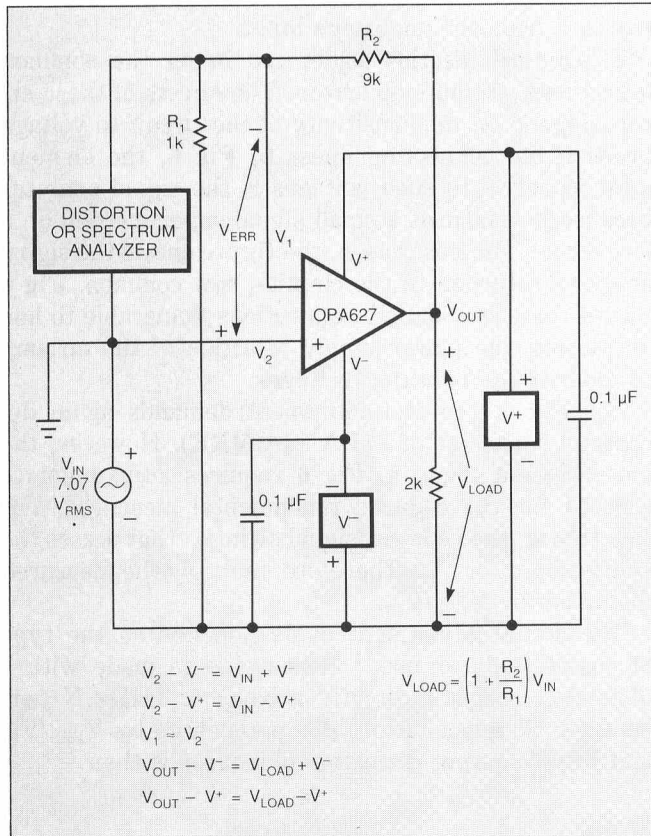 R2
9k
R1
1k
DISTORTION
OR SPECTRUM
ANALYZER
VERR
V1
V+
OPA627
VOUT
V2
V−
0.1 µF
V+
VIN
7.07
VRMS
0.1 µF
V−
2k
VLOAD
V2 − V− = VIN + V−
V2 − V+ = VIN − V+
V1 = V2
VOUT − V− = VLOAD + V−
VOUT − V+ = VLOAD − V+
VLOAD = (1 + R2/R1) VIN